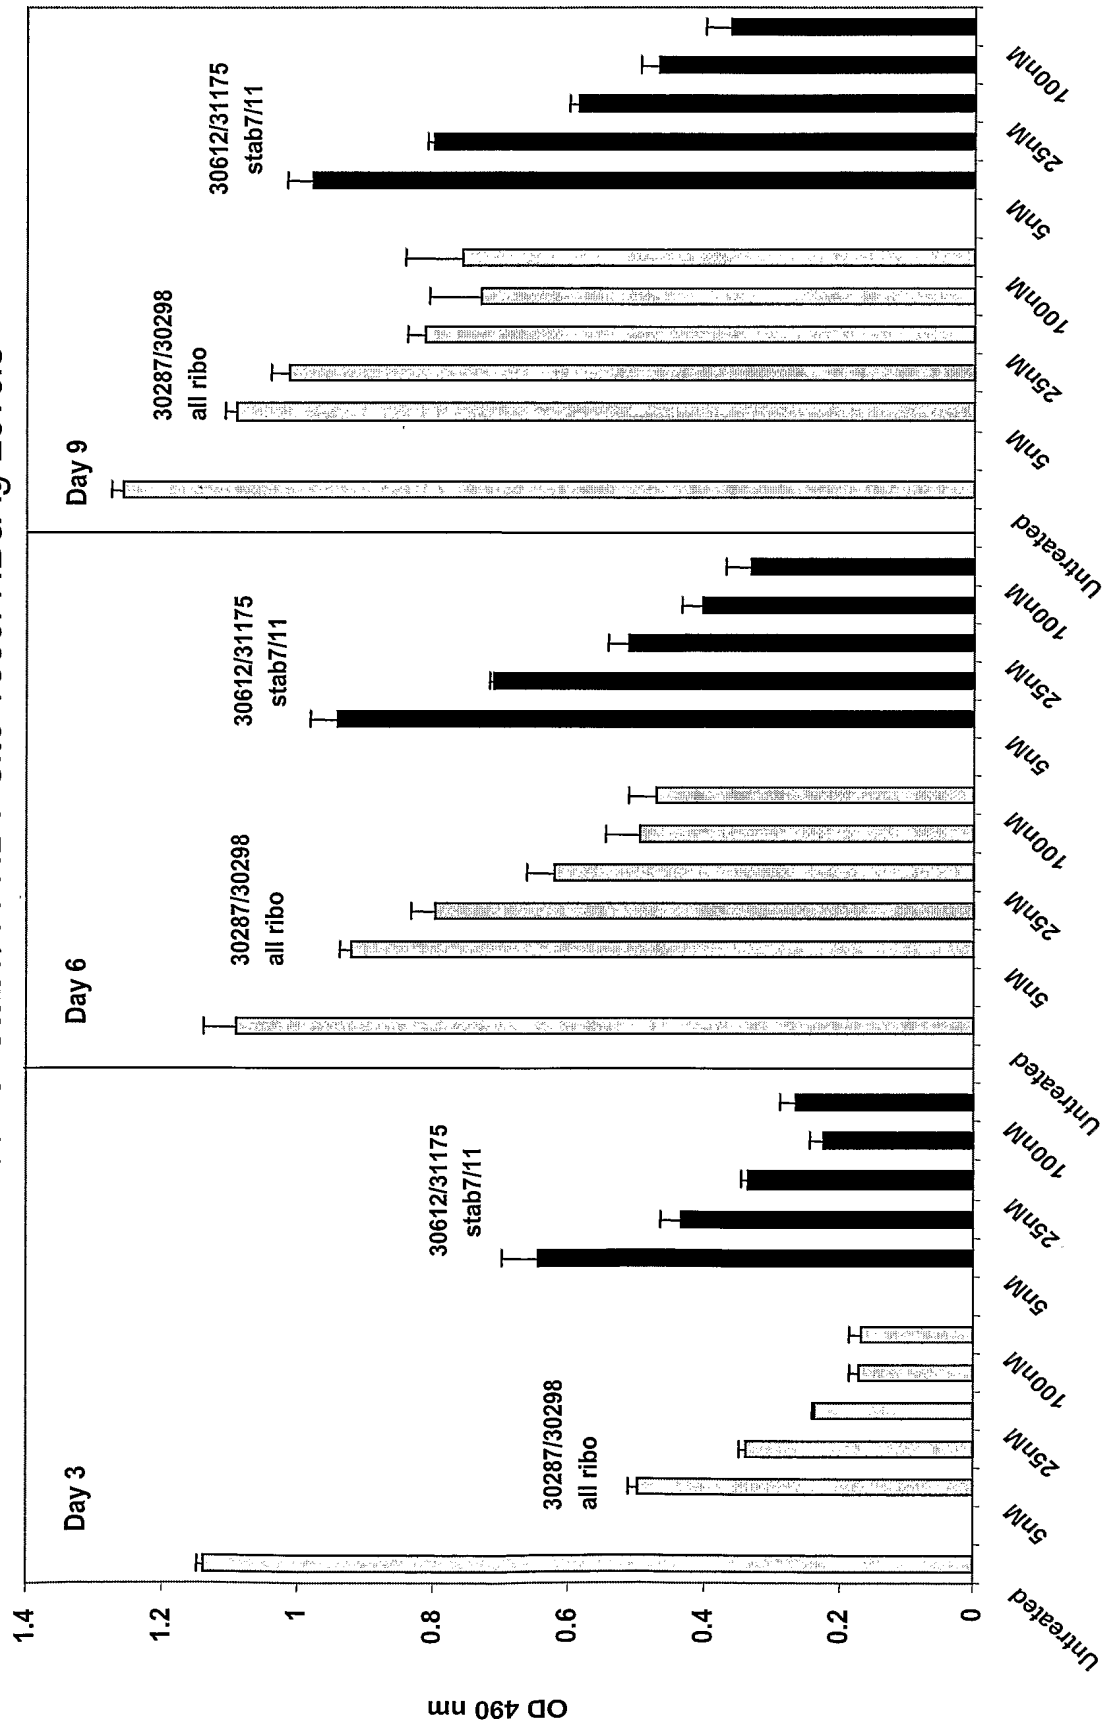 Day 3
Day 6
Day 9
30287/30298
all ribo
30612/31175
stab7/11
30287/30298
all ribo
30612/31175
stab7/11
30287/30298
all ribo
30612/31175
stab7/11
OD 490 nm
1.4
1.2
1
0.8
0.6
0.4
0.2
0
Untreated
5nM
25nM
100nM
5nM
25nM
100nM
Untreated
5nM
25nM
100nM
5nM
25nM
100nM
Untreated
5nM
25nM
100nM
5nM
25nM
100nM